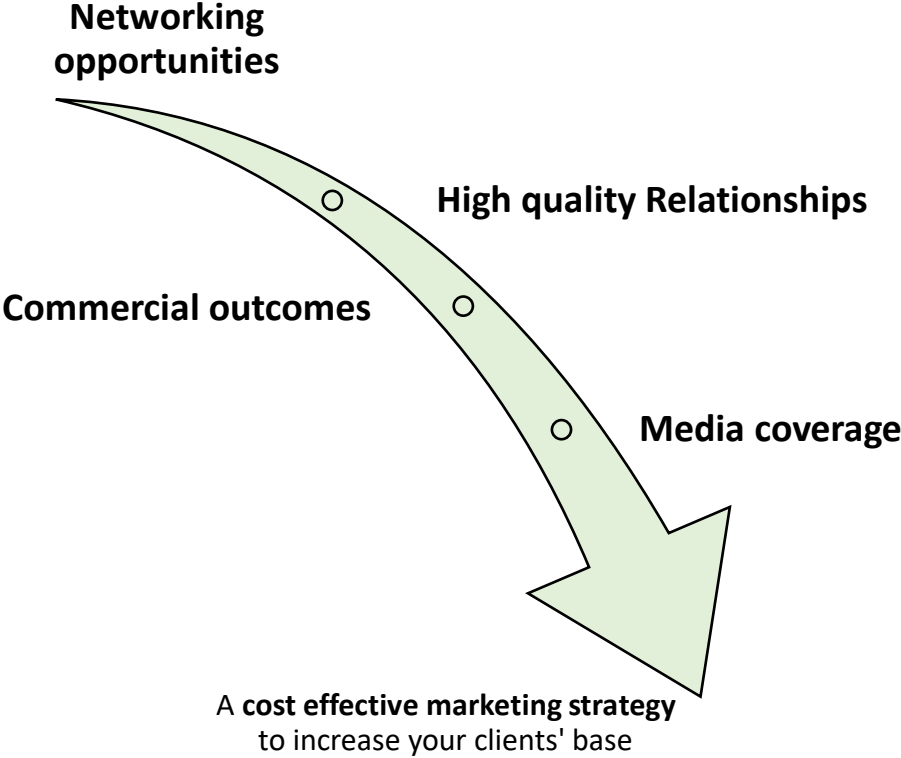 Networking
opportunities
High quality Relationships
Commercial outcomes
Media coverage
A cost effective marketing strategy
to increase your clients' base